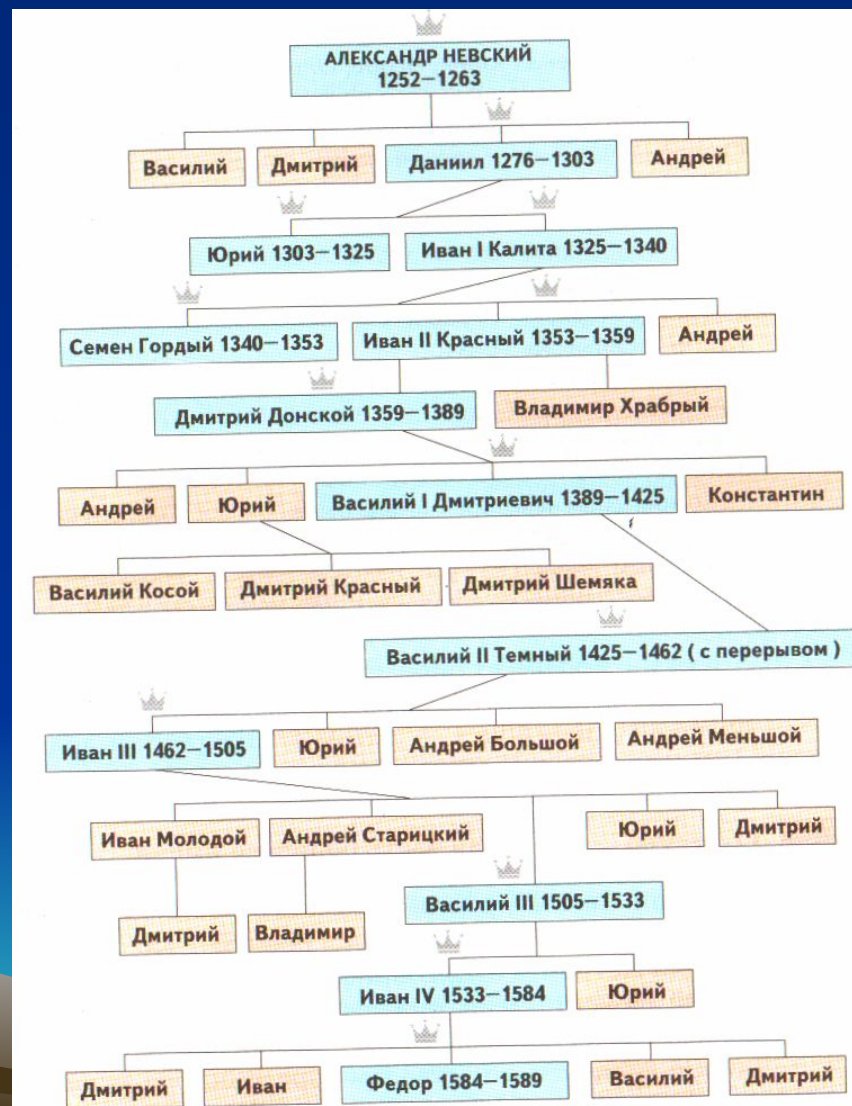 АЛЕКСАНДР НЕВСКИЙ
1252–1263
Василий
Дмитрий
Даниил 1276–1303
Андрей
Юрий 1303–1325
Иван I Калита 1325–1340
Семен Гордый 1340–1353
Иван II Красный 1353–1359
Андрей
Дмитрий Донской 1359–1389
Владимир Храбрый
Андрей
Юрий
Василий I Дмитриевич 1389–1425
Константин
Василий Косой
Дмитрий Красный
Дмитрий Шемяка
Василий II Темный 1425–1462 ( с перерывом )
Иван III 1462–1505
Юрий
Андрей Большой
Андрей Меньшой
Иван Молодой
Андрей Старицкий
Юрий
Дмитрий
Василий III 1505–1533
Дмитрий
Владимир
Иван IV 1533–1584
Юрий
Дмитрий
Иван
Федор 1584–1589
Василий
Дмитрий